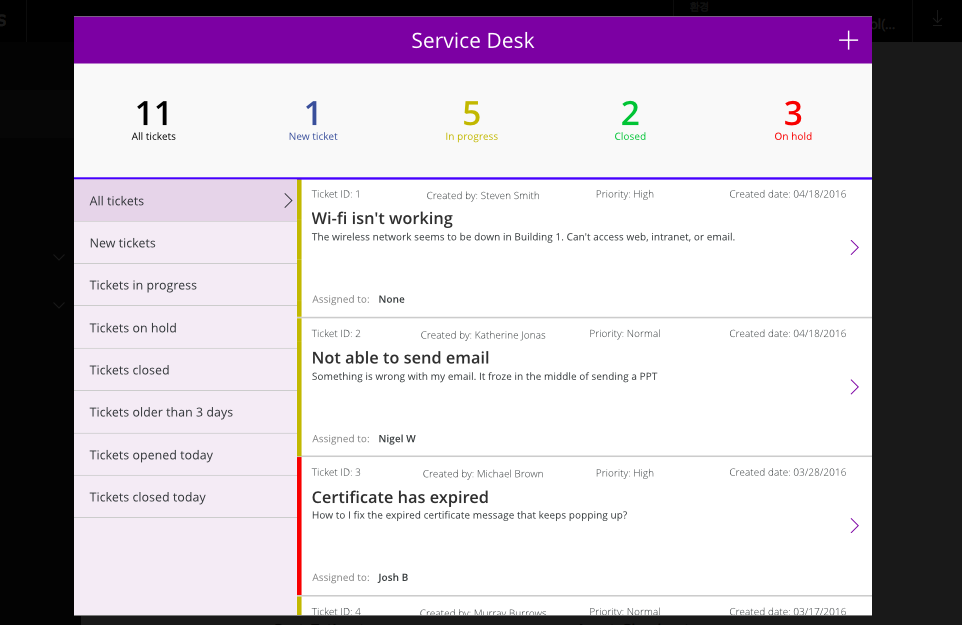 환경
Service Desk
11
All tickets
1
New ticket
5
In progress
2
Closed
3
On hold
All tickets
New tickets
Tickets in progress
Tickets on hold
Tickets closed
Tickets older than 3 days
Tickets opened today
Tickets closed today
Ticket ID: 1 Created by: Steven Smith Priority: High Created date: 04/18/2016
Wi-fi isn't working
The wireless network seems to be down in Building 1. Can't access web, intranet, or email.
Assigned to: None
Ticket ID: 2 Created by: Katherine Jonas Priority: Normal Created date: 04/18/2016
Not able to send email
Something is wrong with my email. It froze in the middle of sending a PPT
Assigned to: Nigel W
Ticket ID: 3 Created by: Michael Brown Priority: High Created date: 03/28/2016
Certificate has expired
How to I fix the expired certificate message that keeps popping up?
Assigned to: Josh B
Ticket ID: 4 Created by: Murray Burrows Priority: Normal Created date: 03/17/2016